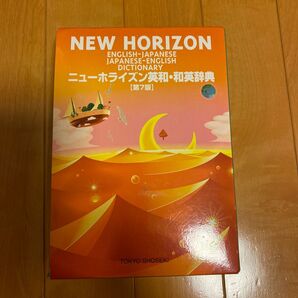 NEW HORIZON
ENGLISH-JAPANESE
JAPANESE-ENGLISH
DICTIONARY
ニューホライズン英和・和英辞典
【第7版】
TOKYO SHOSEKI